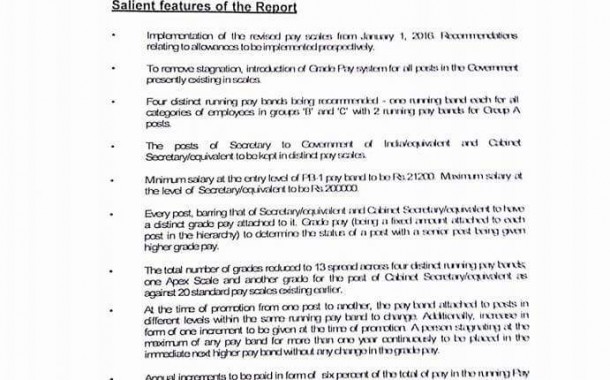 Salient features of the Report
• Implementation of the revised pay scales from January 1, 2016. Recommendations
relating to allowances to be implemented prospectively.
• To remove stagnation, introduction of Grade Pay system for all posts in the Government
presently existing in scales.
• Four distinct running pay bands being recommended - one running band each for all
categories of employees in groups 'B' and 'C' with 2 running pay bands for Group A
posts.
• The posts of Secretary to Government of India/equivalent and Cabinet
Secretary/equivalent to be kept in distinct pay scales.
• Minimum salary at the entry level of PB-1 pay band to be Rs.21200. Maximum salary at
the level of Secretary/equivalent to be Rs.200000.
• Every post, barring that of Secretary/equivalent and Cabinet Secretary/equivalent to have
a distinct grade pay attached to it. Grade pay (being a fixed amount attached to each
post in the hierarchy) to determine the status of a post with a senior post being given
higher grade pay.
• The total number of grades reduced to 13 spread across four distinct running pay bands;
one Apex Scale and another grade for the post of Cabinet Secretary/equivalent as
against 20 standard pay scales existing earlier.
• At the time of promotion from one post to another, the pay band attached to posts in
different levels within the same running pay band to change. Additionally, increase in
form of one increment to be given at the time of promotion. A person stagnating at the
maximum of any pay band for more than one year continuously to be placed in the
immediate next higher pay band without any change in the grade pay.
• Annual increments to be paid in form of six percent of the total of pay in the running Pay